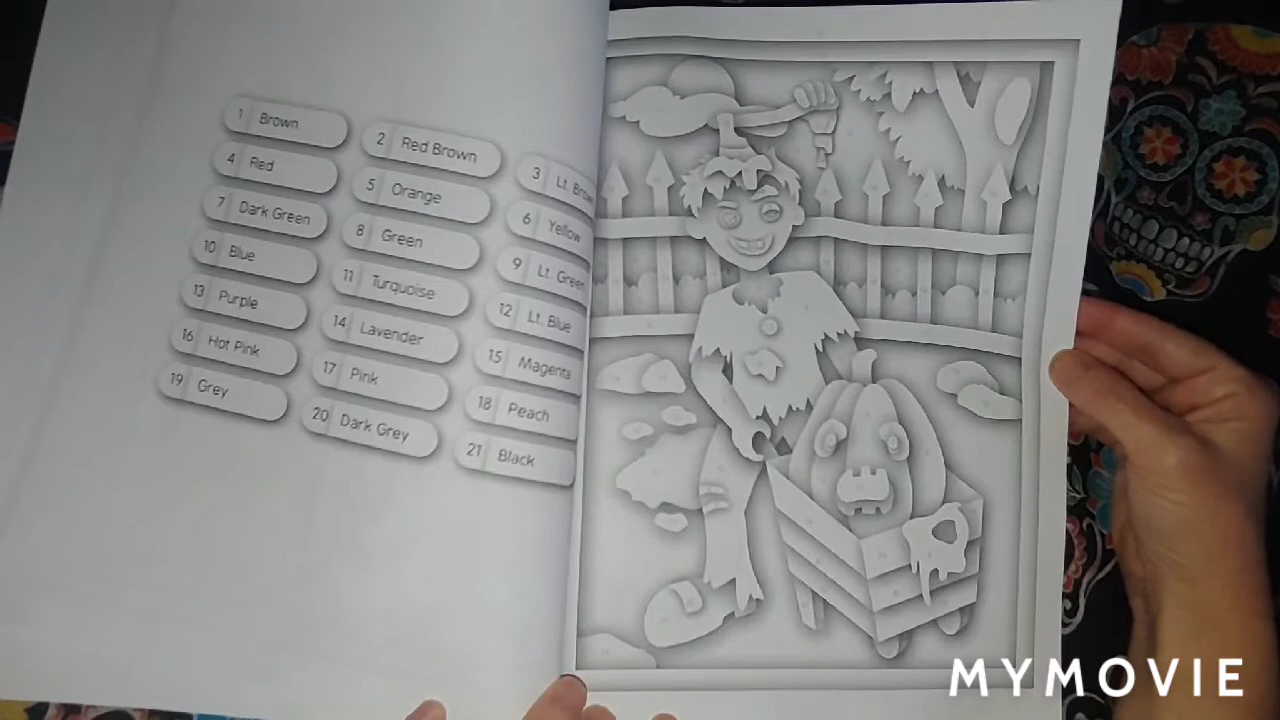 1 Brown
2 Red Brown
3 Lt.
4 Red
5 Orange
6 Yellow
7 Dark Green
8 Green
9 Lt. Green
10 Blue
11 Turquoise
12 Lt. Blue
13 Purple
14 Lavender
15 Magenta
16 Hot Pink
17 Pink
18 Peach
19 Grey
20 Dark Grey
21 Black
MYMOVIE